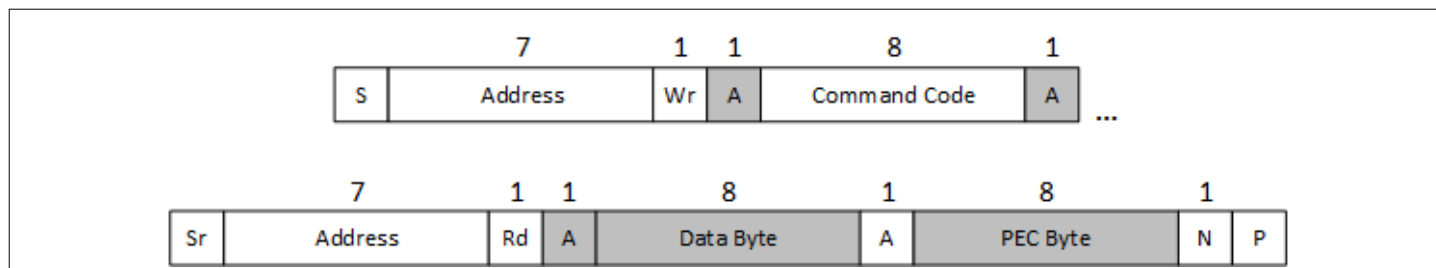 7 1 1 8 1
S Address Wr A Command Code A ...
7 1 1 8 1 8 1
Sr Address Rd A Data Byte A PEC Byte N P